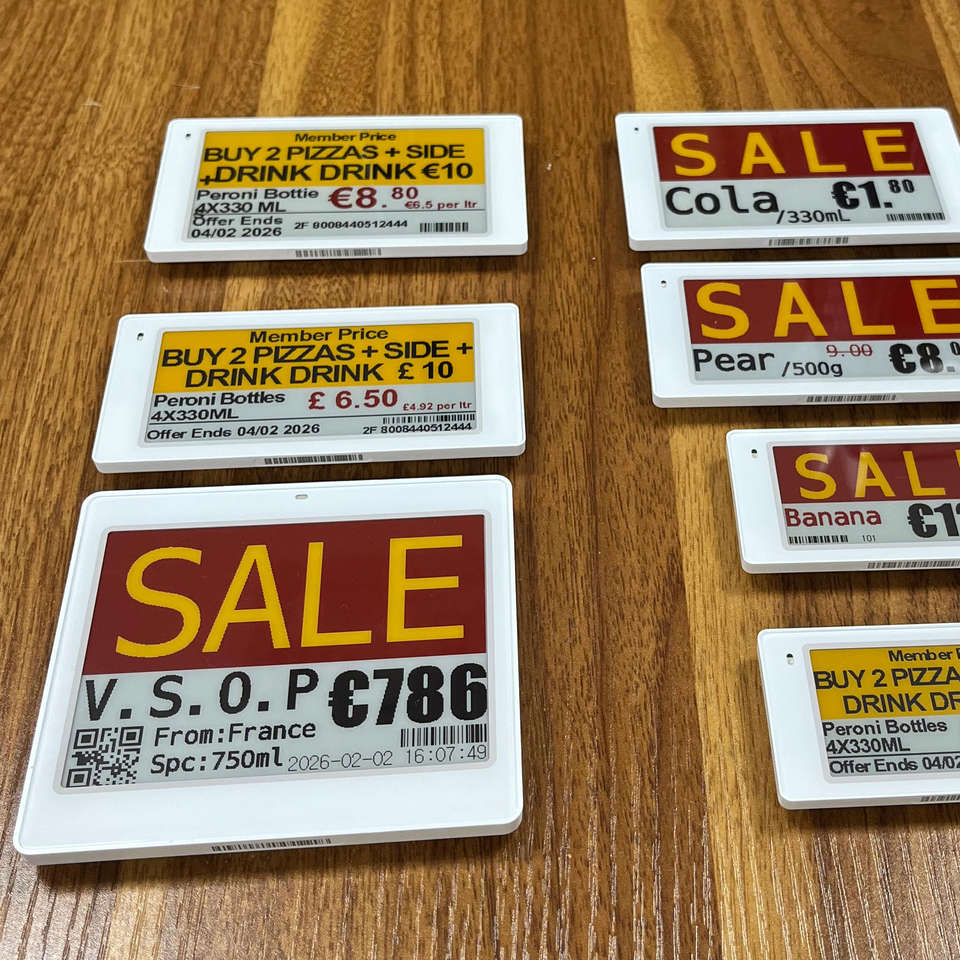 Member Price
BUY 2 PIZZAS + SIDE
+DRINK DRINK €10
Peroni Bottie
4X330 ML
€8.80
€6.5 per ltr
Offer Ends
04/02 2026
2F 8008440512444
SALE
Cola /330mL
€1.80
Member Price
BUY 2 PIZZAS + SIDE +
DRINK DRINK £ 10
Peroni Bottles
4X330ML
£ 6.50
£4.92 per ltr
Offer Ends 04/02 2026
2F 8008440512444
SALE
Pear /500g
9.00
€8.
SAL
Banana
101
SALE
V.S.O.P
€786
From:France
Spc:750ml
2026-02-02 16:07:49
Member
BUY 2 PIZZA
DRINK
Peroni Bottles
4X330ML
Offer Ends 04/02